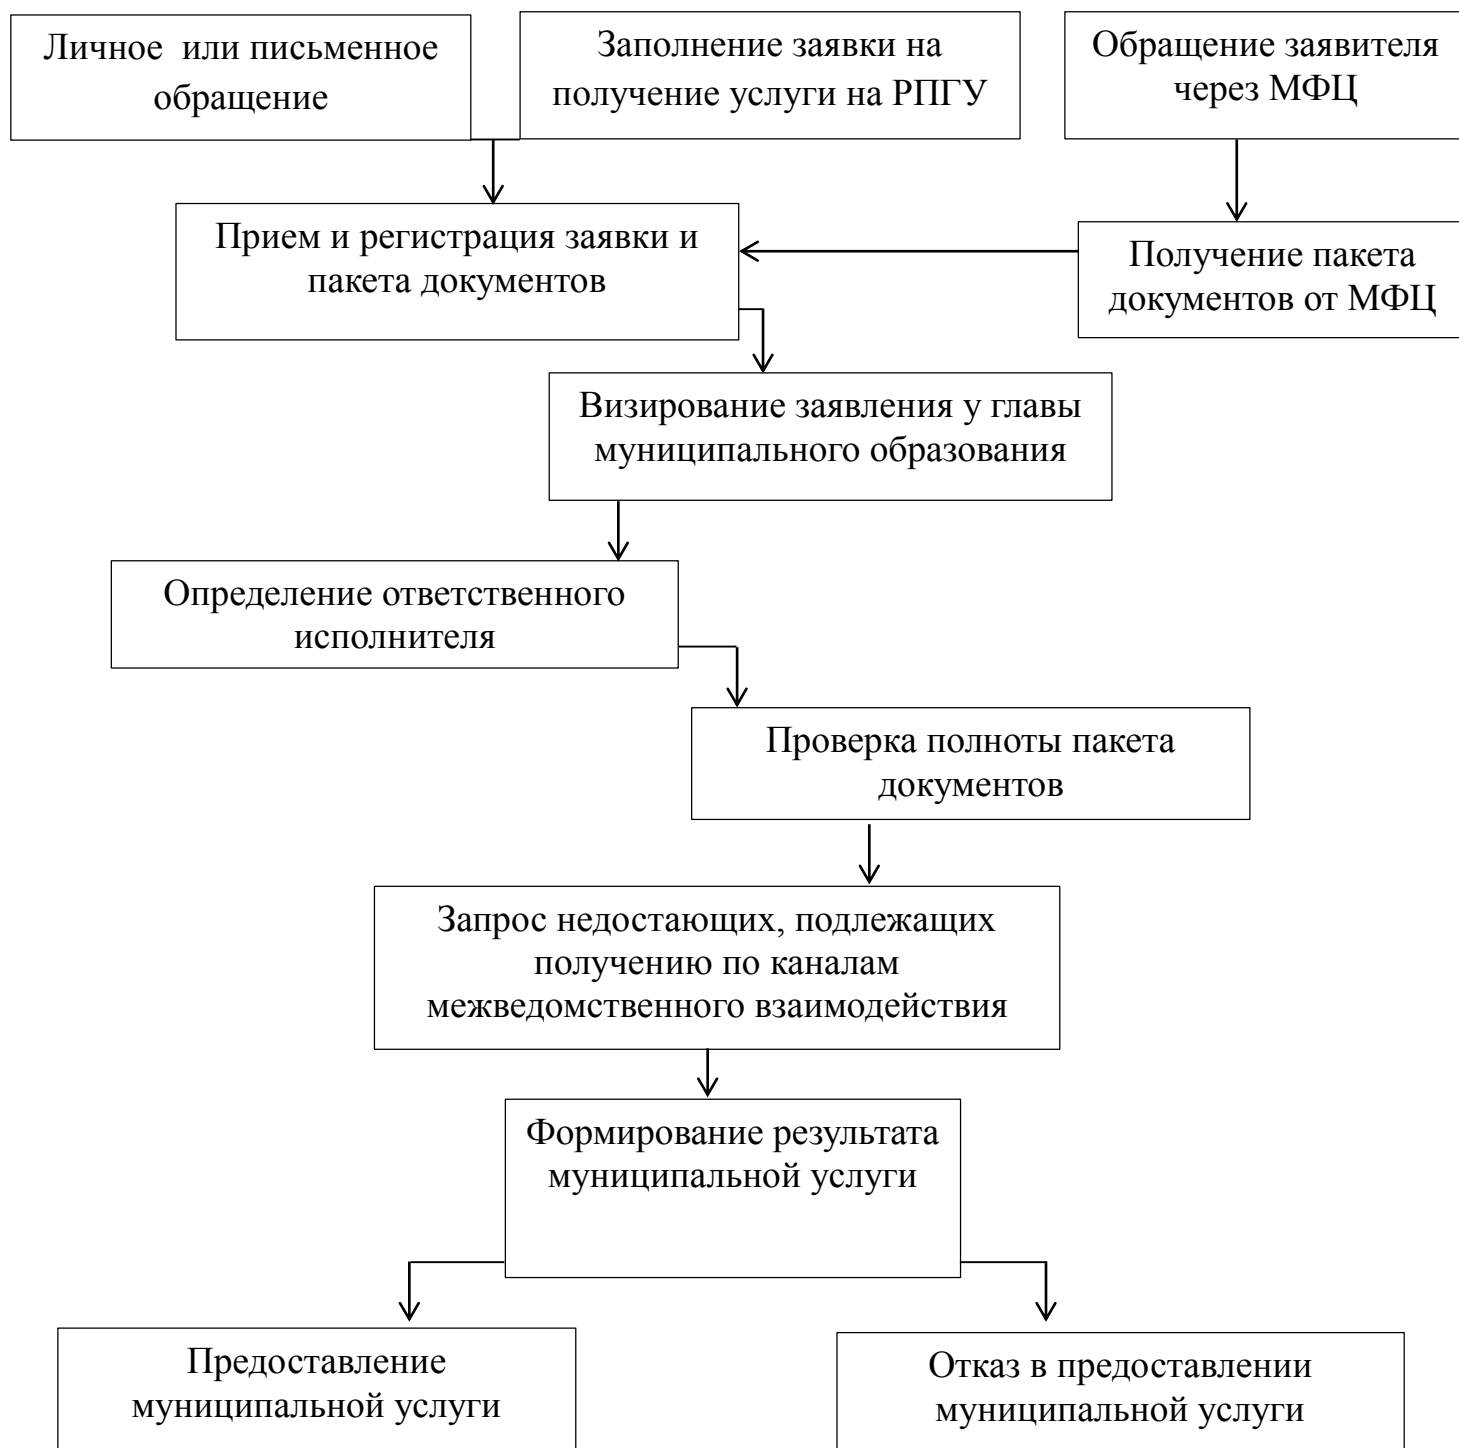 Личное или письменное
обращение
Заполнение заявки на
получение услуги на РПГУ
Обращение заявителя
через МФЦ
Прием и регистрация заявки и
пакета документов
Получение пакета
документов от МФЦ
Визирование заявления у главы
муниципального образования
Определение ответственного
исполнителя
Проверка полноты пакета
документов
Запрос недостающих, подлежащих
получению по каналам
межведомственного взаимодействия
Формирование результата
муниципальной услуги
Предоставление
муниципальной услуги
Отказ в предоставлении
муниципальной услуги